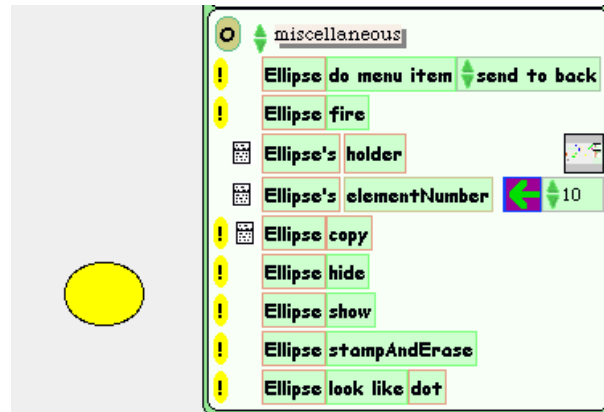 O miscellaneous
! Ellipse do menu item send to back
! Ellipse fire
Ellipse's holder
Ellipse's elementNumber 10
! Ellipse copy
! Ellipse hide
! Ellipse show
! Ellipse stampAndErase
! Ellipse look like dot